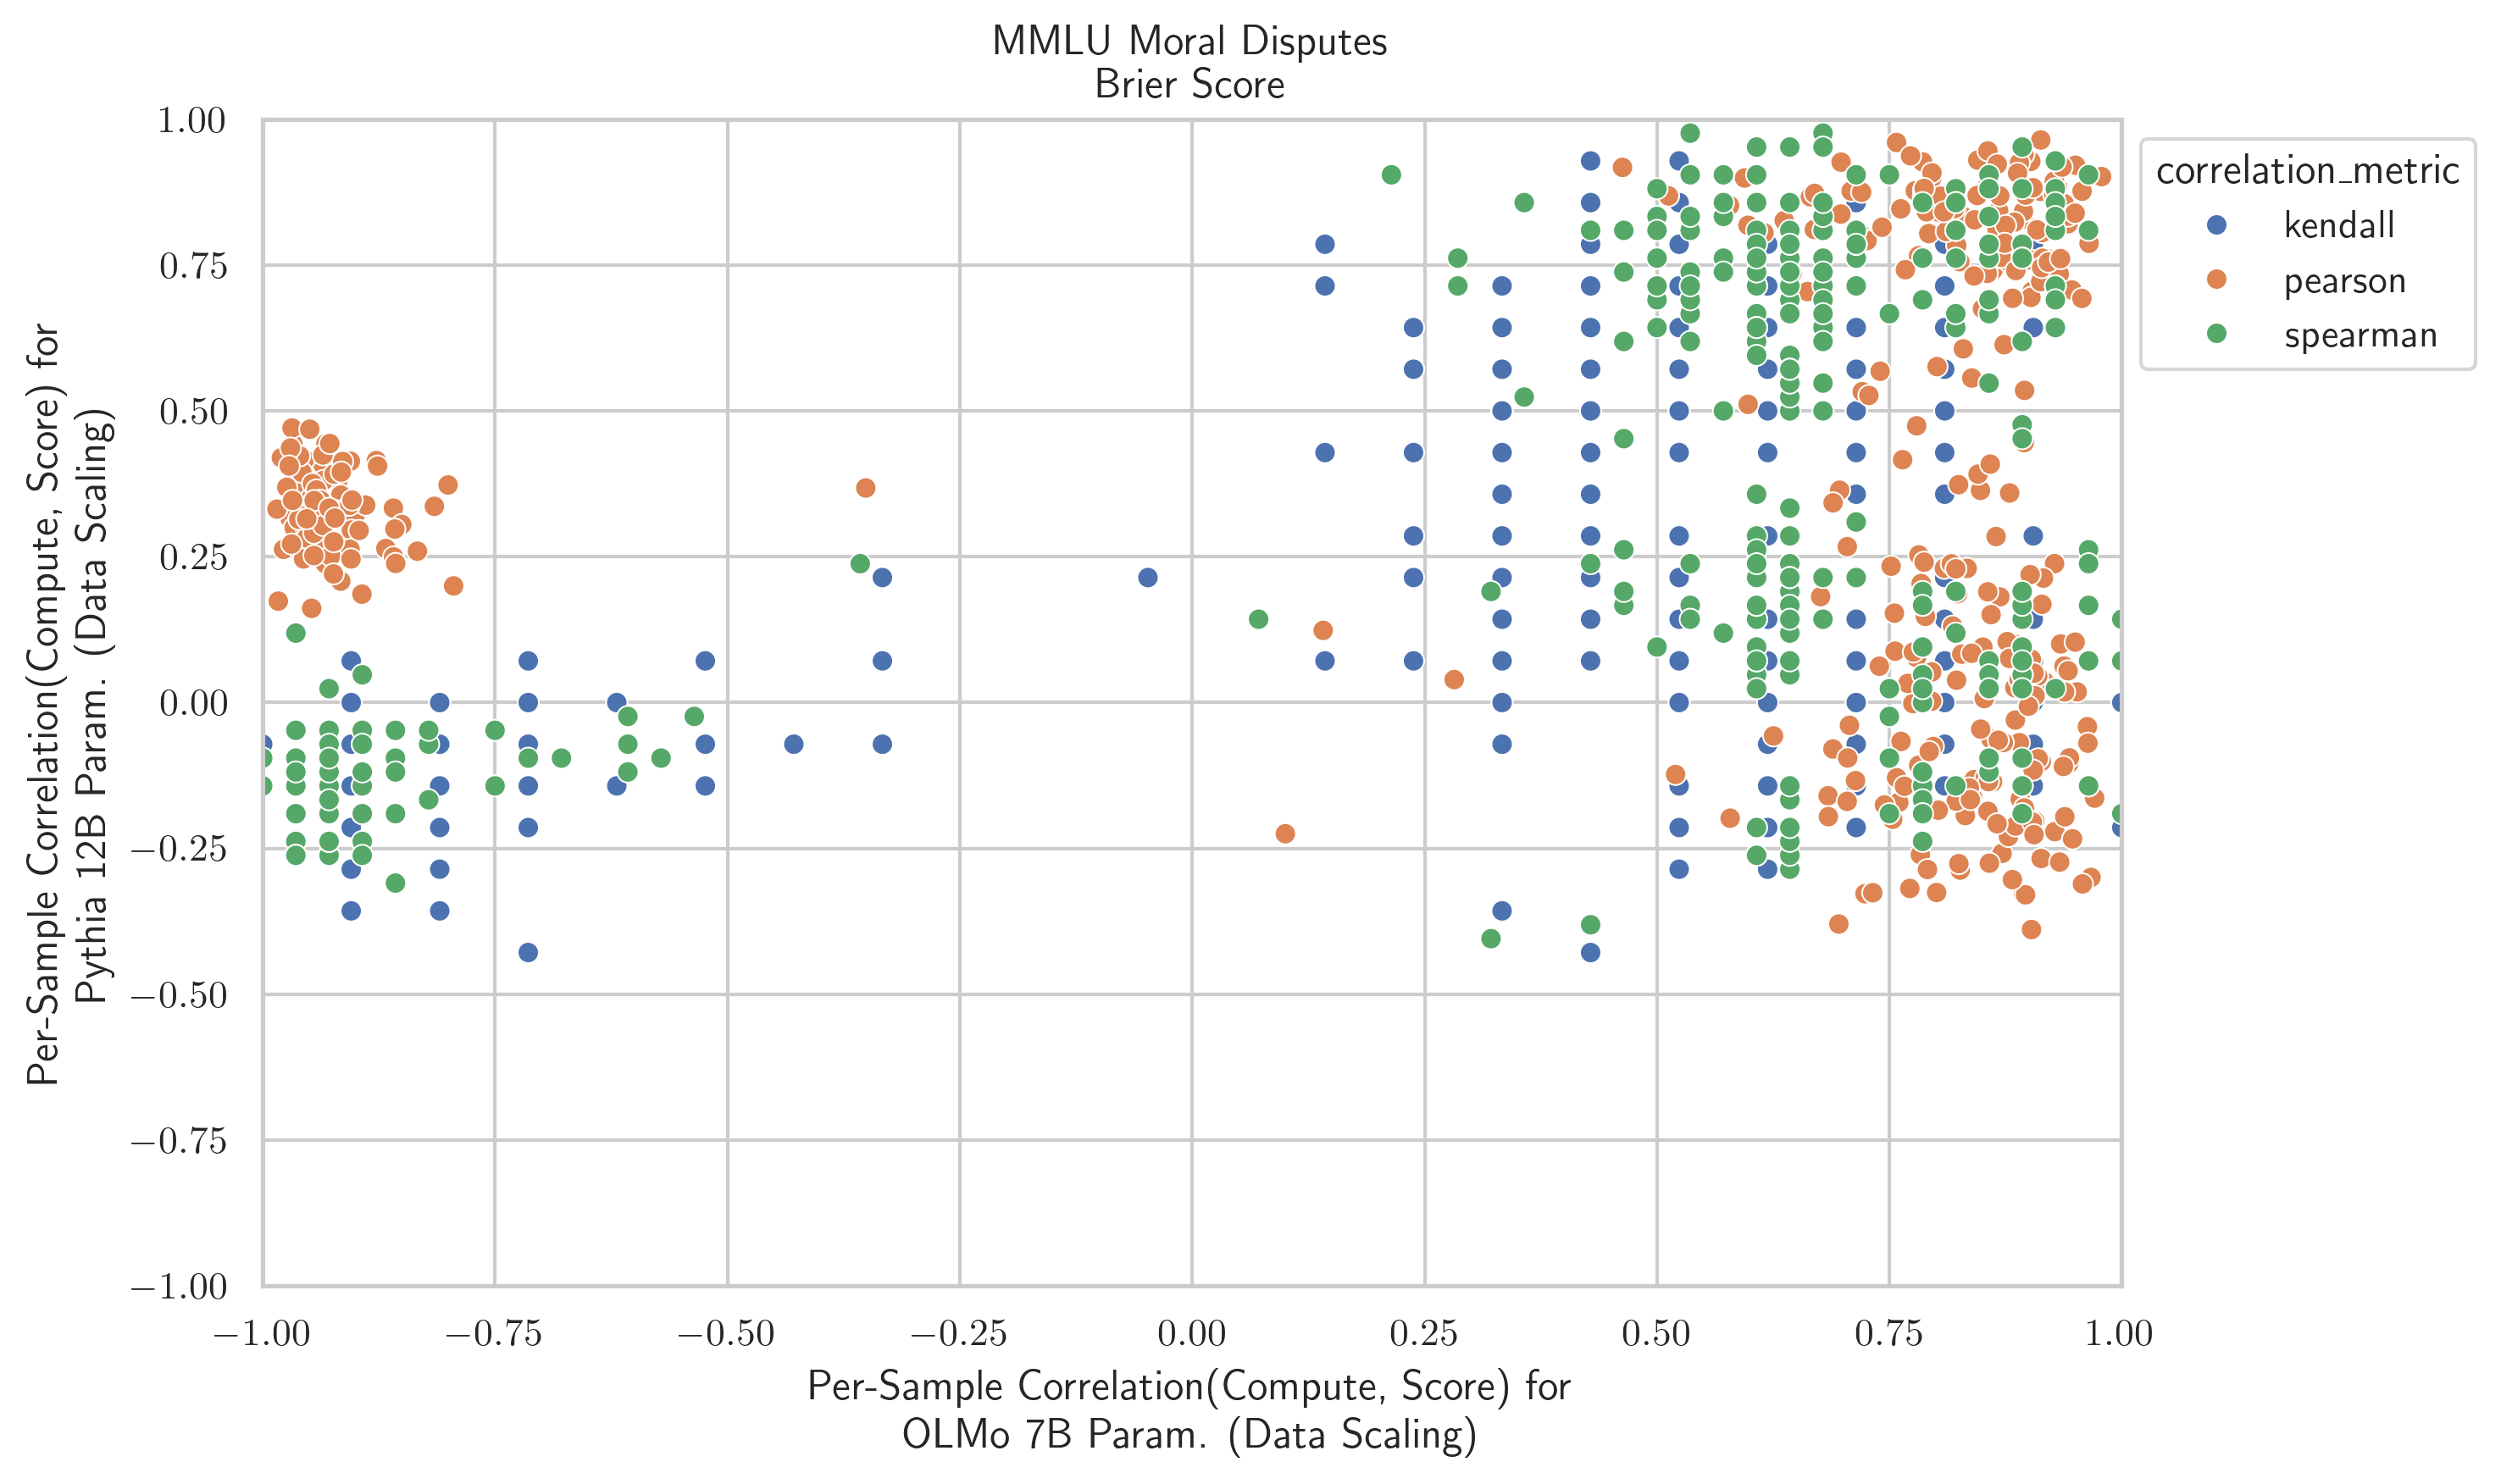 MMLU Moral Disputes
Brier Score
1.00
0.75
0.50
0.25
0.00
−0.25
−0.50
−0.75
−1.00
Per-Sample Correlation(Compute, Score) for
Pythia 12B Param. (Data Scaling)
−1.00
−0.75
−0.50
−0.25
0.00
0.25
0.50
0.75
1.00
Per-Sample Correlation(Compute, Score) for
OLMo 7B Param. (Data Scaling)
correlation_metric
kendall
pearson
spearman